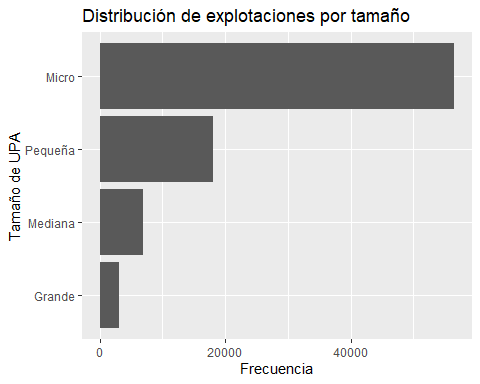 Distribución de explotaciones por tamaño
Tamaño de UPA
Micro
Pequeña
Mediana
Grande
0
20000
40000
Frecuencia